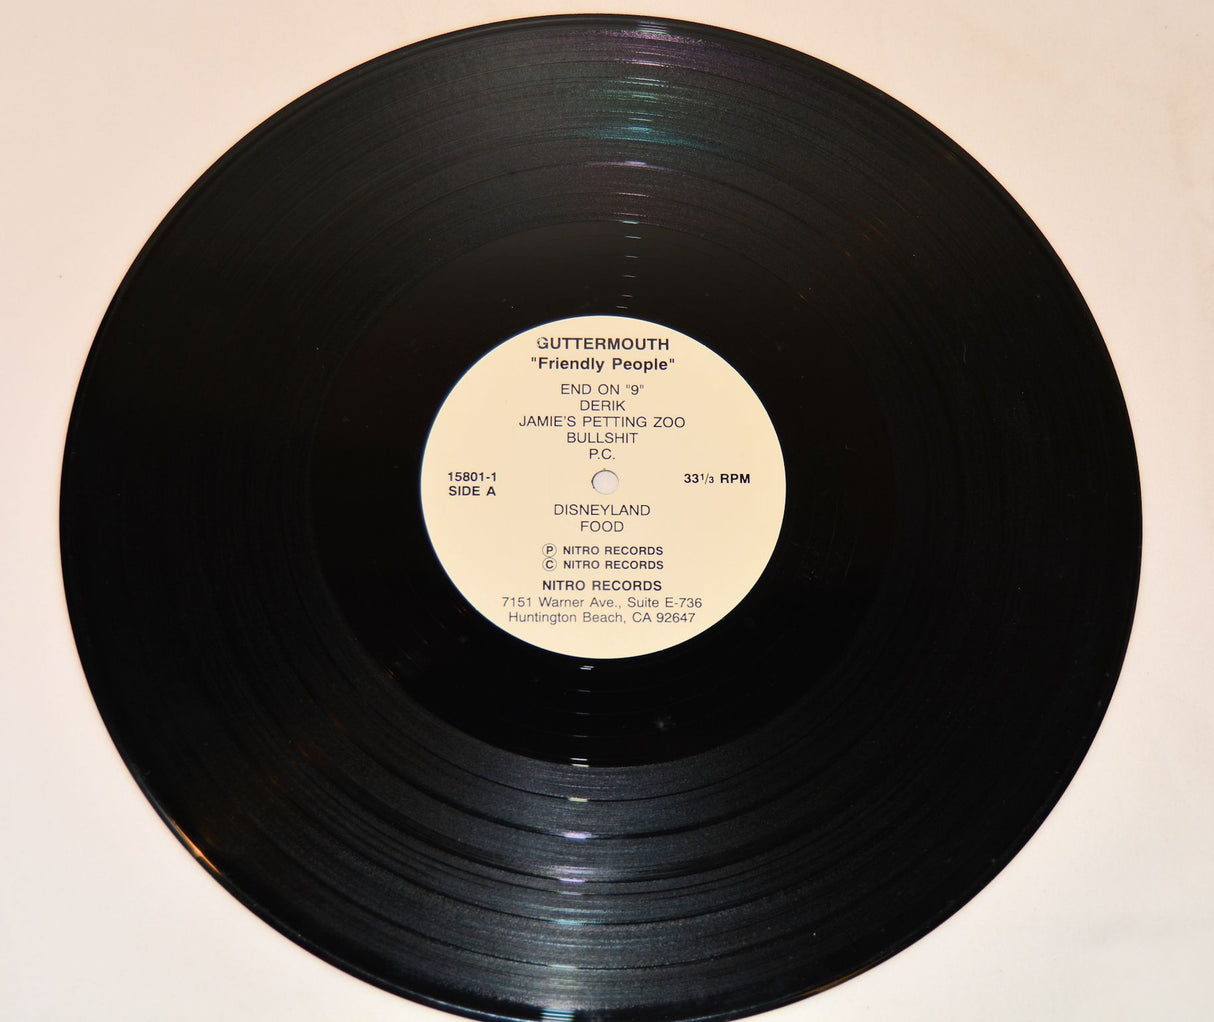 GUTTERMOUTH
"Friendly People"
END ON "9"
DERIK
JAMIE'S PETTING ZOO
BULLSHIT
P.C.
15801-1
SIDE A
33 1/3 RPM
DISNEYLAND
FOOD
Ⓟ NITRO RECORDS
Ⓒ NITRO RECORDS
NITRO RECORDS
7151 Warner Ave., Suite E-736
Huntington Beach, CA 92647